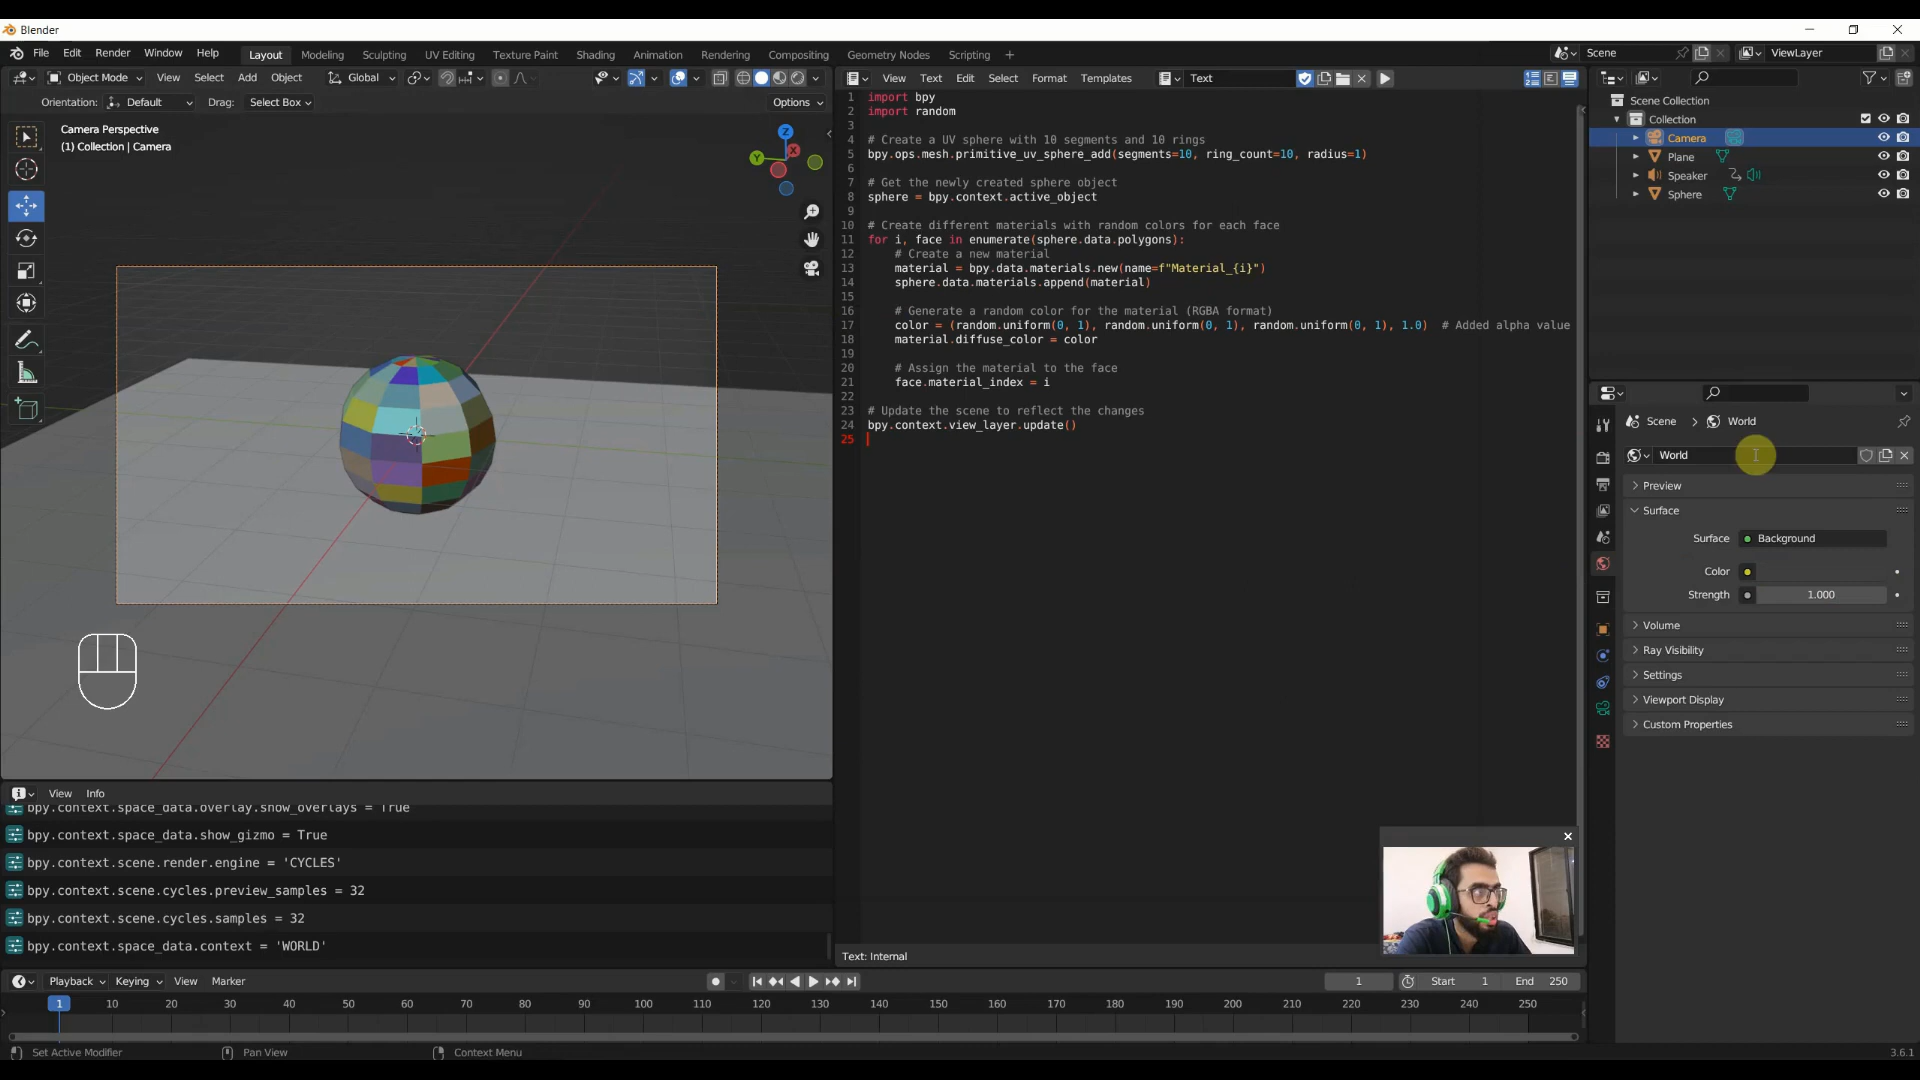 Blender
File Edit Render Window Help Layout Modeling Sculpting UV Editing Texture Paint Shading Animation Rendering Compositing Geometry Nodes Scripting + Scene ViewLayer
Object Mode View Select Add Object Global
Orientation: Default Drag: Select Box Options
Camera Perspective
(1) Collection | Camera
Z
Y
X
View Text Edit Select Format Templates Text
1 import bpy
2 import random
3
4 # Create a UV sphere with 10 segments and 10 rings
5 bpy.ops.mesh.primitive_uv_sphere_add(segments=10, ring_count=10, radius=1)
6
7 # Get the newly created sphere object
8 sphere = bpy.context.active_object
9
10 # Create different materials with random colors for each face
11 for i, face in enumerate(sphere.data.polygons):
12 # Create a new material
13 material = bpy.data.materials.new(name=f"Material_{i}")
14 sphere.data.materials.append(material)
15
16 # Generate a random color for the material (RGBA format)
17 color = (random.uniform(0, 1), random.uniform(0, 1), random.uniform(0, 1), 1.0) # Added alpha value
18 material.diffuse_color = color
19
20 # Assign the material to the face
21 face.material_index = i
22
23 # Update the scene to reflect the changes
24 bpy.context.view_layer.update()
25
Text: Internal
Scene Collection
Collection
Camera
Plane
Speaker
Sphere
Scene > World
World
Preview
Surface
Surface Background
Color
Strength 1.000
Volume
Ray Visibility
Settings
Viewport Display
Custom Properties
View Info
bpy.context.space_data.overlay.show_overlays = True
bpy.context.space_data.show_gizmo = True
bpy.context.scene.render.engine = 'CYCLES'
bpy.context.scene.cycles.preview_samples = 32
bpy.context.scene.cycles.samples = 32
bpy.context.space_data.context = 'WORLD'
Playback Keying View Marker 1 Start 1 End 250
1 10 20 30 40 50 60 70 80 90 100 110 120 130 140 150 160 170 180 190 200 210 220 230 240 250
Set Active Modifier Pan View Context Menu 3.6.1